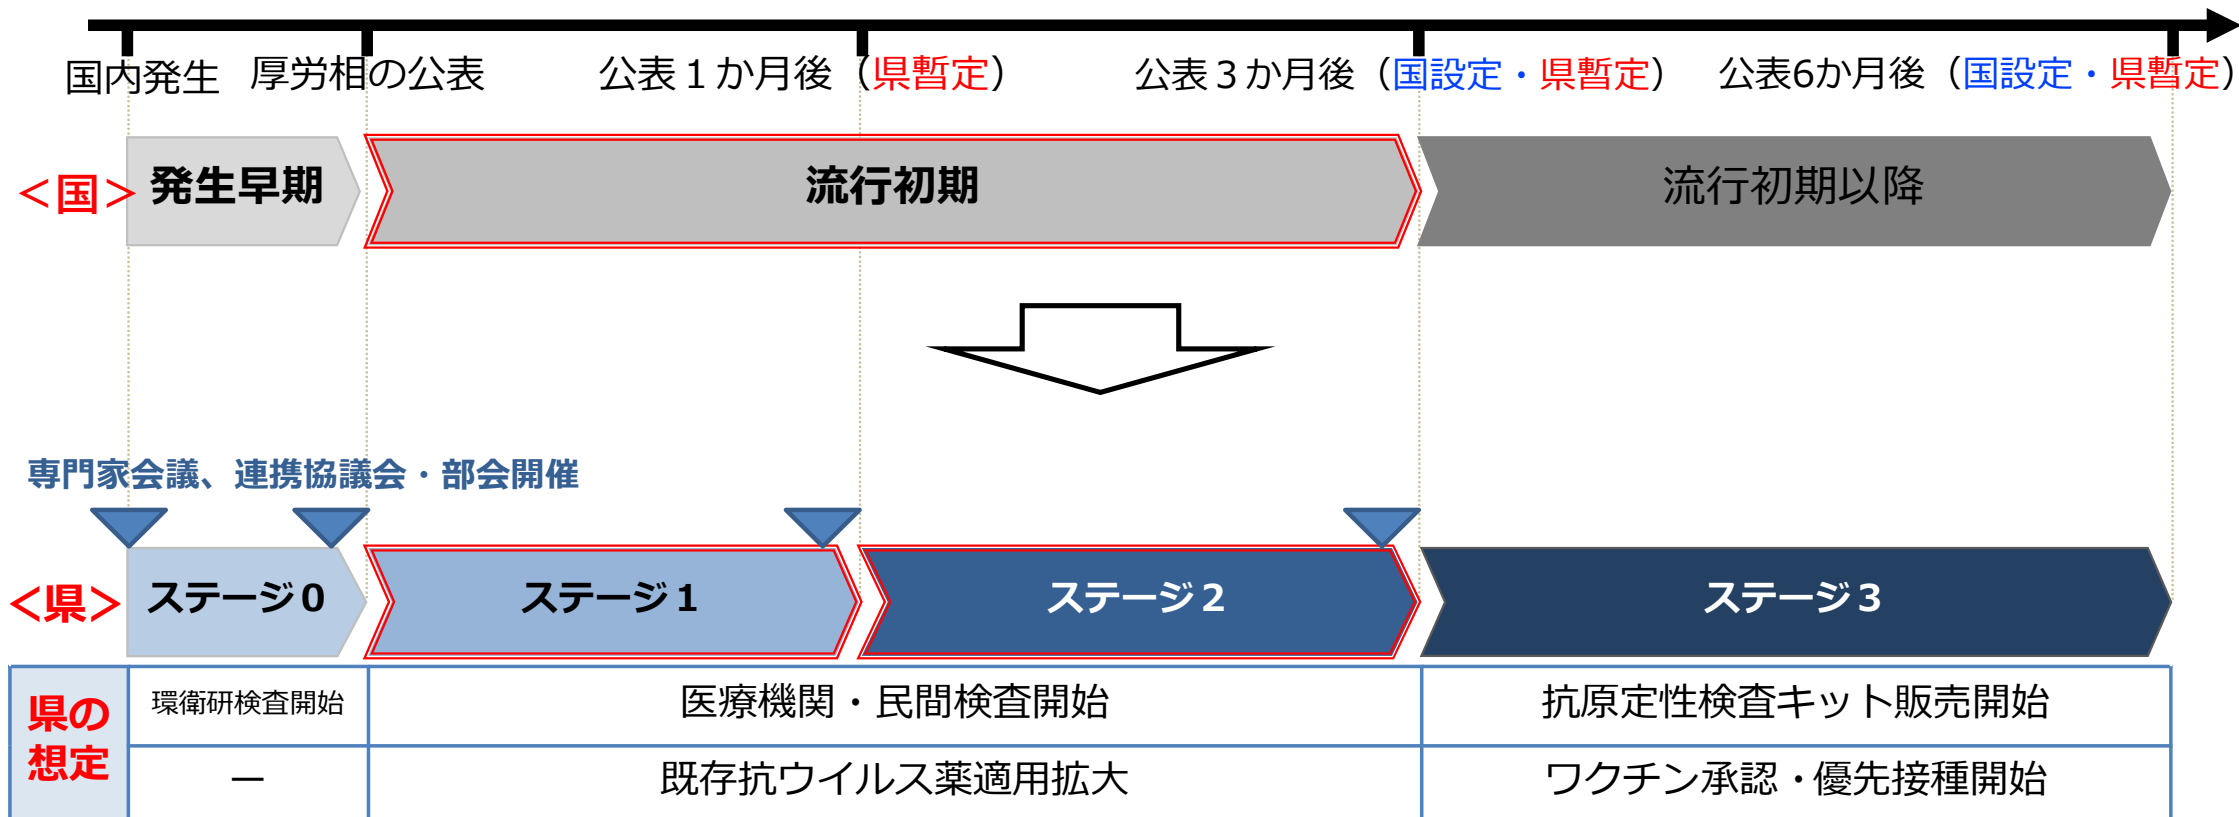 国内発生
厚労相の公表
公表１か月後（県暫定）
公表３か月後（国設定・県暫定）
公表6か月後（国設定・県暫定）
＜国＞
発生早期
流行初期
流行初期以降
専門家会議、連携協議会・部会開催
＜県＞
ステージ０
ステージ１
ステージ２
ステージ３
県の
想定
環衛研検査開始
医療機関・民間検査開始
抗原定性検査キット販売開始
ー
既存抗ウイルス薬適用拡大
ワクチン承認・優先接種開始